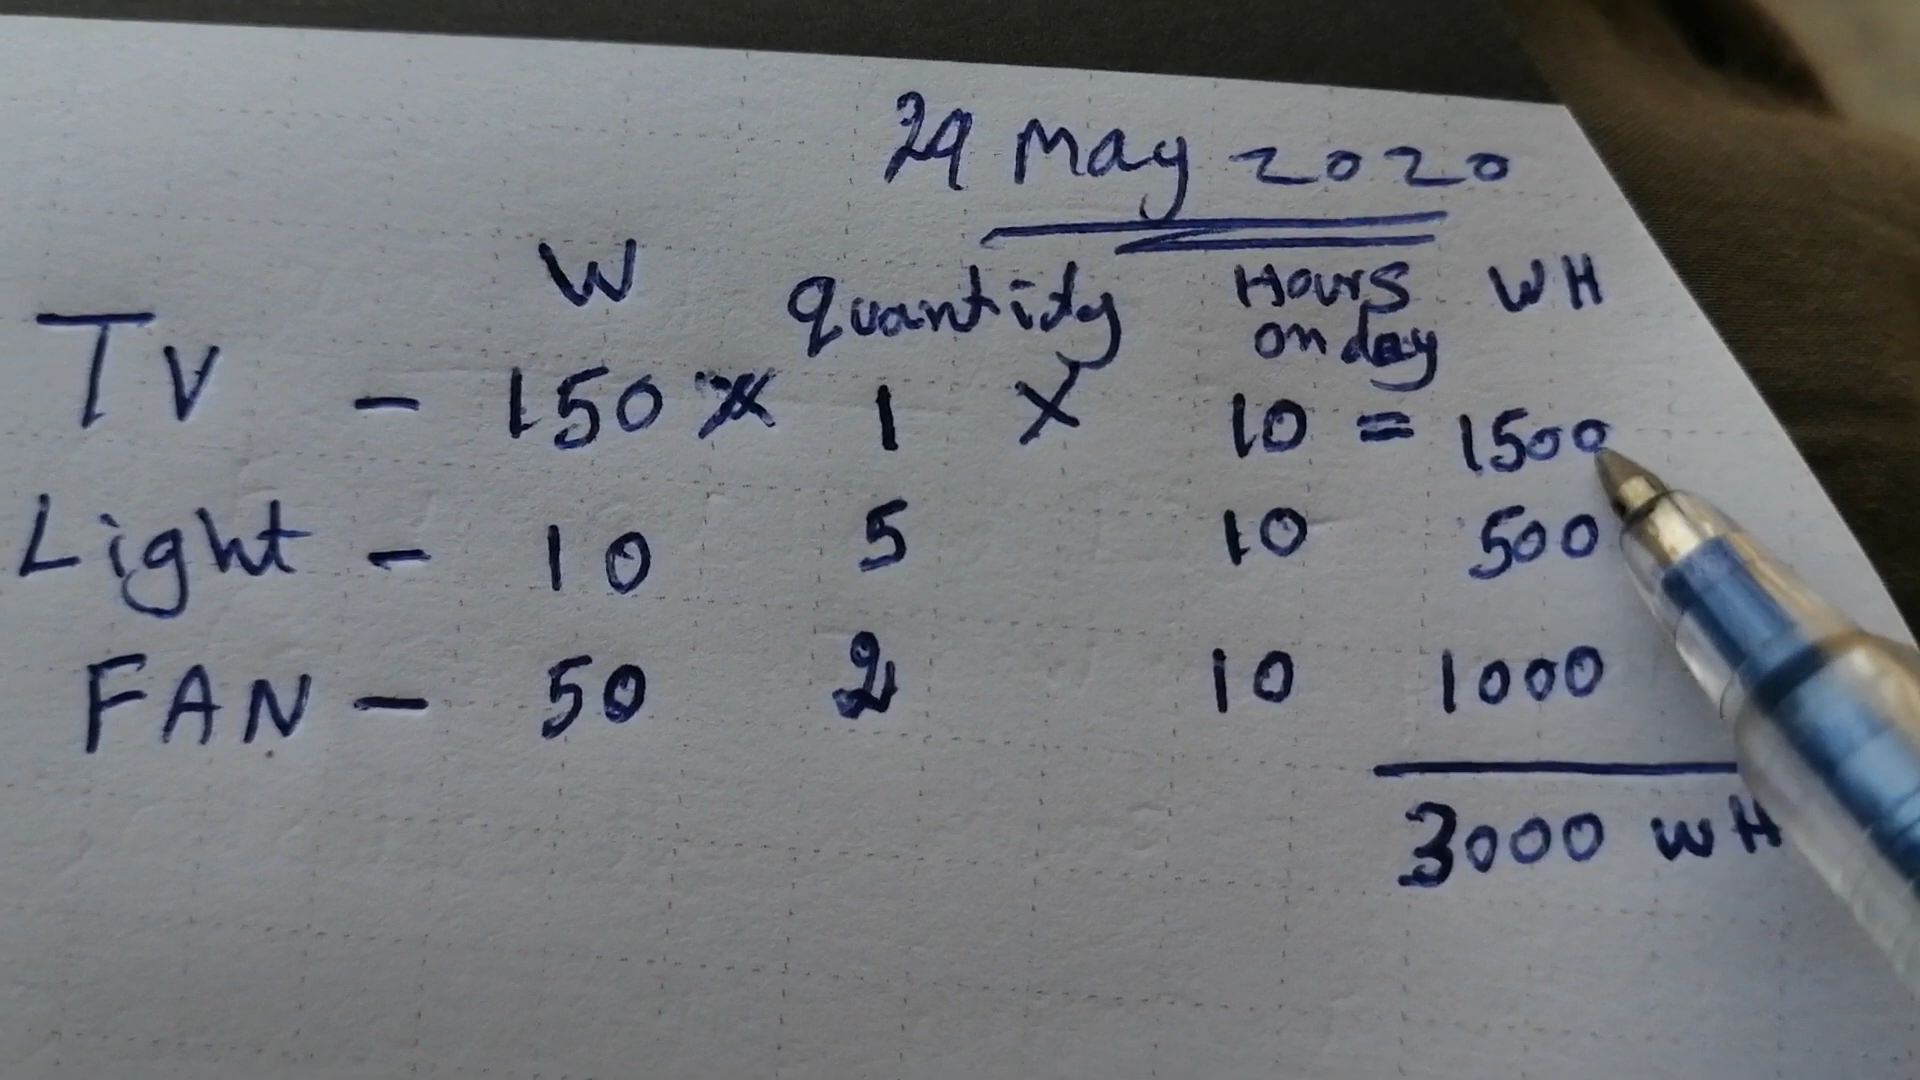 29 May 2020
W quantity Hours on day WH
TV - 150 x 1 x 10 = 1500
Light - 10 5 10 500
FAN - 50 2 10 1000
3000 WH